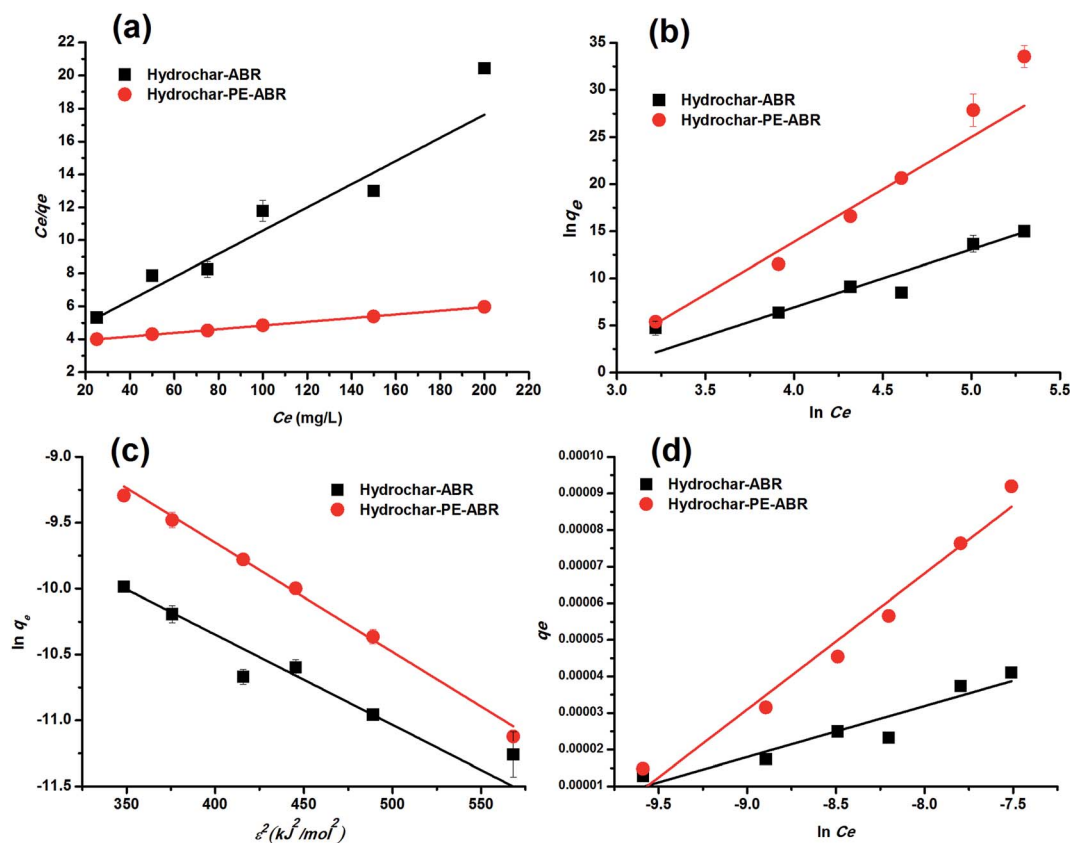 (a)
22
20
18
16
14
12
10
8
6
4
2
Ce/qe
Hydrochar-ABR
Hydrochar-PE-ABR
20 40 60 80 100 120 140 160 180 200 220
Ce (mg/L)
(b)
35
30
25
20
15
10
5
0
ln qe
Hydrochar-ABR
Hydrochar-PE-ABR
3.0 3.5 4.0 4.5 5.0 5.5
ln Ce
(c)
-9.0
-9.5
-10.0
-10.5
-11.0
-11.5
ln qe
Hydrochar-ABR
Hydrochar-PE-ABR
350 400 450 500 550
ε²(kJ²/mol²)
(d)
0.00010
0.00009
0.00008
0.00007
0.00006
0.00005
0.00004
0.00003
0.00002
0.00001
qe
Hydrochar-ABR
Hydrochar-PE-ABR
-9.5 -9.0 -8.5 -8.0 -7.5
ln Ce